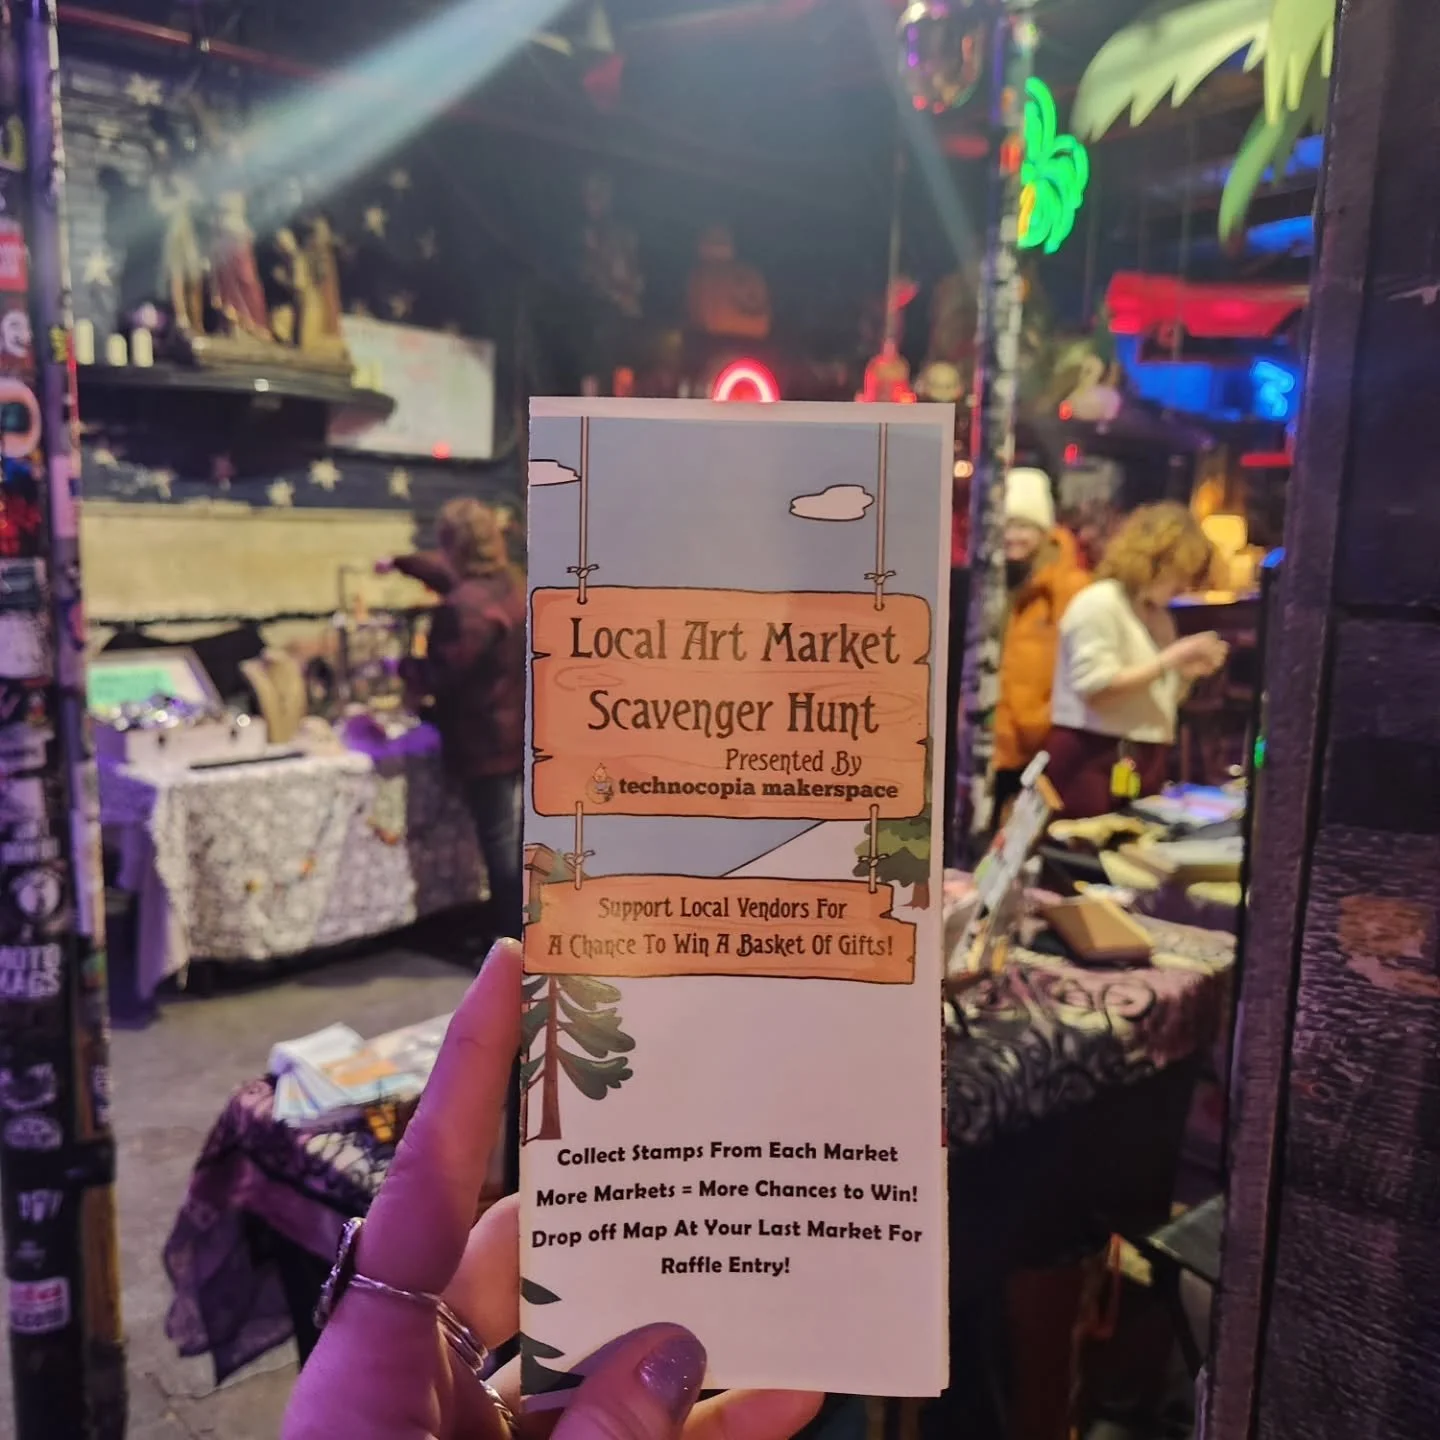 Local Art Market
Scavenger Hunt
Presented By
technocopia makerspace
Support Local Vendors For
A Chance To Win A Basket Of Gifts!
Collect Stamps From Each Market
More Markets = More Chances to Win!
Drop off Map At Your Last Market For
Raffle Entry!